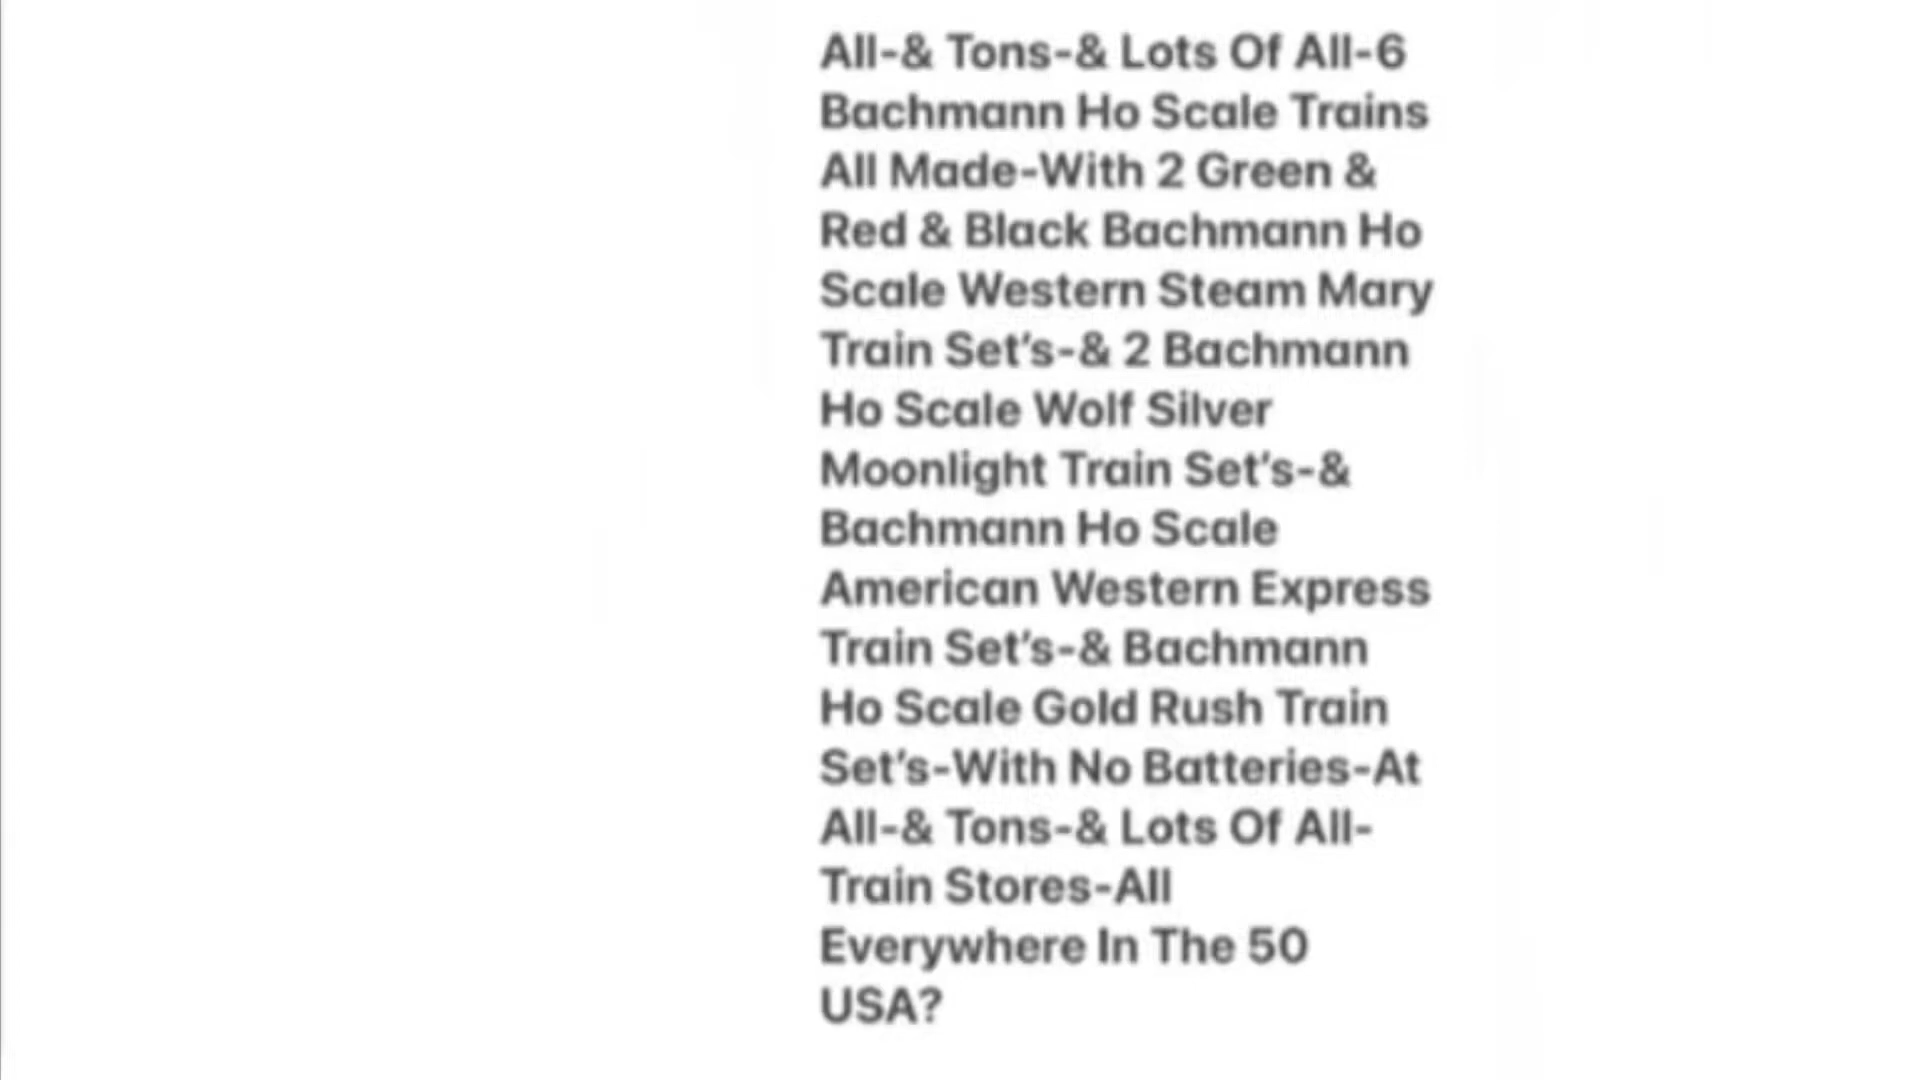 All-& Tons-& Lots Of All-6
Bachmann Ho Scale Trains
All Made-With 2 Green &
Red & Black Bachmann Ho
Scale Western Steam Mary
Train Set’s-& 2 Bachmann
Ho Scale Wolf Silver
Moonlight Train Set’s-&
Bachmann Ho Scale
American Western Express
Train Set’s-& Bachmann
Ho Scale Gold Rush Train
Set’s-With No Batteries-At
All-& Tons-& Lots Of All-
Train Stores-All
Everywhere In The 50
USA?